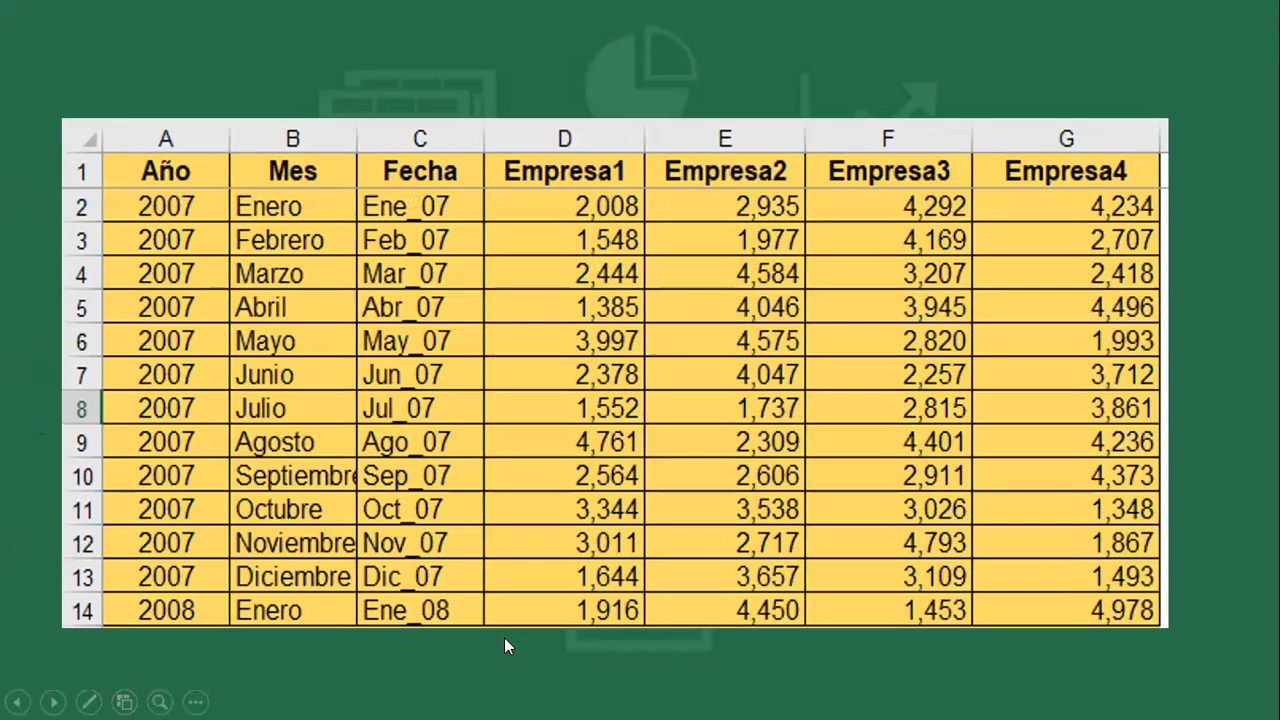 A B C D E F G
1 Año Mes Fecha Empresa1 Empresa2 Empresa3 Empresa4
2 2007 Enero Ene_07 2,008 2,935 4,292 4,234
3 2007 Febrero Feb_07 1,548 1,977 4,169 2,707
4 2007 Marzo Mar_07 2,444 4,584 3,207 2,418
5 2007 Abril Abr_07 1,385 4,046 3,945 4,496
6 2007 Mayo May_07 3,997 4,575 2,820 1,993
7 2007 Junio Jun_07 2,378 4,047 2,257 3,712
8 2007 Julio Jul_07 1,552 1,737 2,815 3,861
9 2007 Agosto Ago_07 4,761 2,309 4,401 4,236
10 2007 Septiembre Sep_07 2,564 2,606 2,911 4,373
11 2007 Octubre Oct_07 3,344 3,538 3,026 1,348
12 2007 Noviembre Nov_07 3,011 2,717 4,793 1,867
13 2007 Diciembre Dic_07 1,644 3,657 3,109 1,493
14 2008 Enero Ene_08 1,916 4,450 1,453 4,978